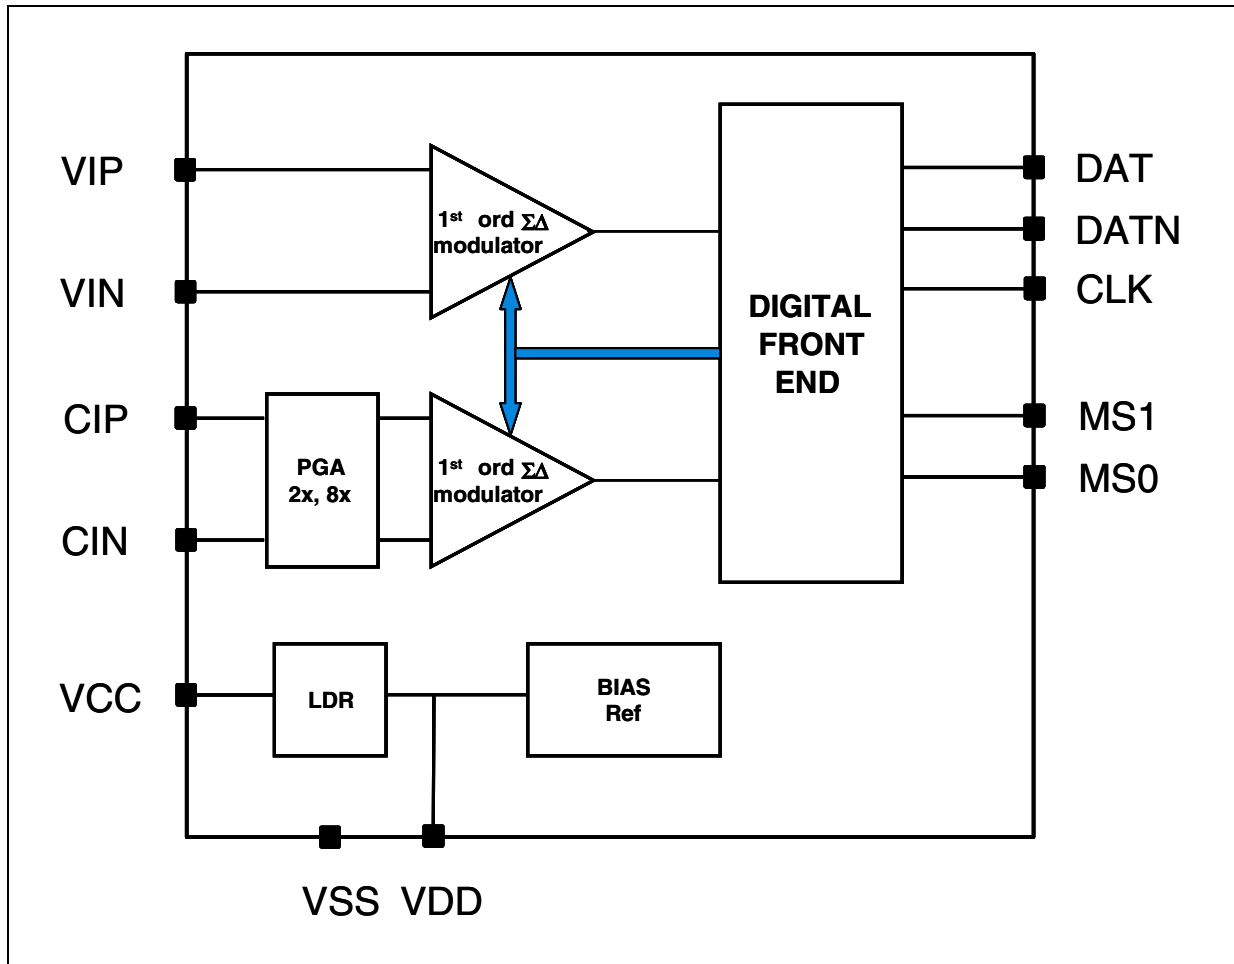 VIP
VIN
CIP
CIN
VCC
1st ord ΣΔ
modulator
PGA
2x, 8x
1st ord ΣΔ
modulator
LDR
BIAS
Ref
DIGITAL
FRONT
END
DAT
DATN
CLK
MS1
MS0
VSS VDD